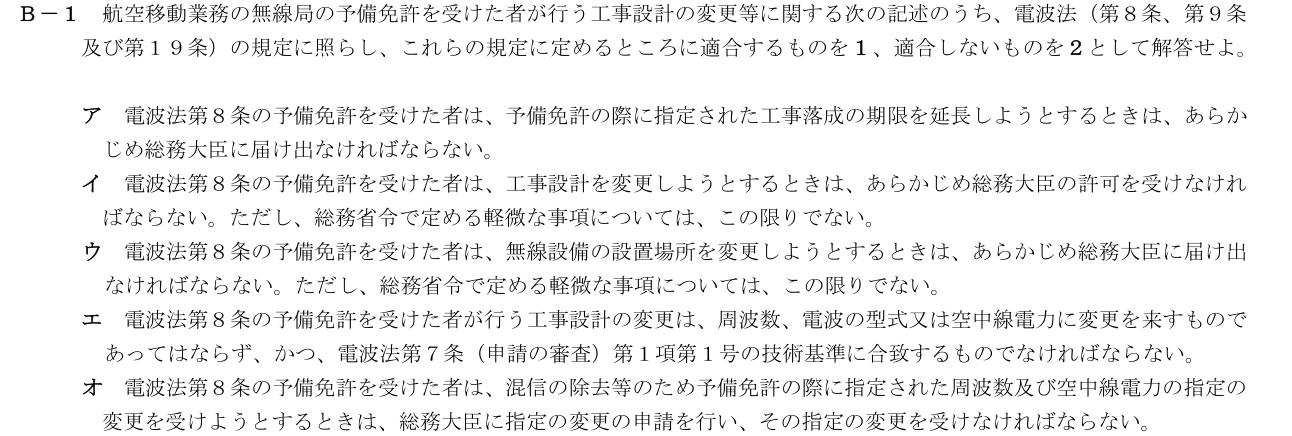 Ｂ－１　航空移動業務の無線局の予備免許を受けた者が行う工事設計の変更等に関する次の記述のうち、電波法（第８条、第９条
及び第１９条）の規定に照らし、これらの規定に定めるところに適合するものを１、適合しないものを２として解答せよ。
ア　電波法第８条の予備免許を受けた者は、予備免許の際に指定された工事落成の期限を延長しようとするときは、あらか
じめ総務大臣に届け出なければならない。
イ　電波法第８条の予備免許を受けた者は、工事設計を変更しようとするときは、あらかじめ総務大臣の許可を受けなけれ
ばならない。ただし、総務省令で定める軽微な事項については、この限りでない。
ウ　電波法第８条の予備免許を受けた者は、無線設備の設置場所を変更しようとするときは、あらかじめ総務大臣に届け出
なければならない。ただし、総務省令で定める軽微な事項については、この限りでない。
エ　電波法第８条の予備免許を受けた者が行う工事設計の変更は、周波数、電波の型式又は空中線電力に変更を来すもので
あってはならず、かつ、電波法第７条（申請の審査）第１項第１号の技術基準に合致するものでなければならない。
オ　電波法第８条の予備免許を受けた者は、混信の除去等のため予備免許の際に指定された周波数及び空中線電力の指定の
変更を受けようとするときは、総務大臣に指定の変更の申請を行い、その指定の変更を受けなければならない。